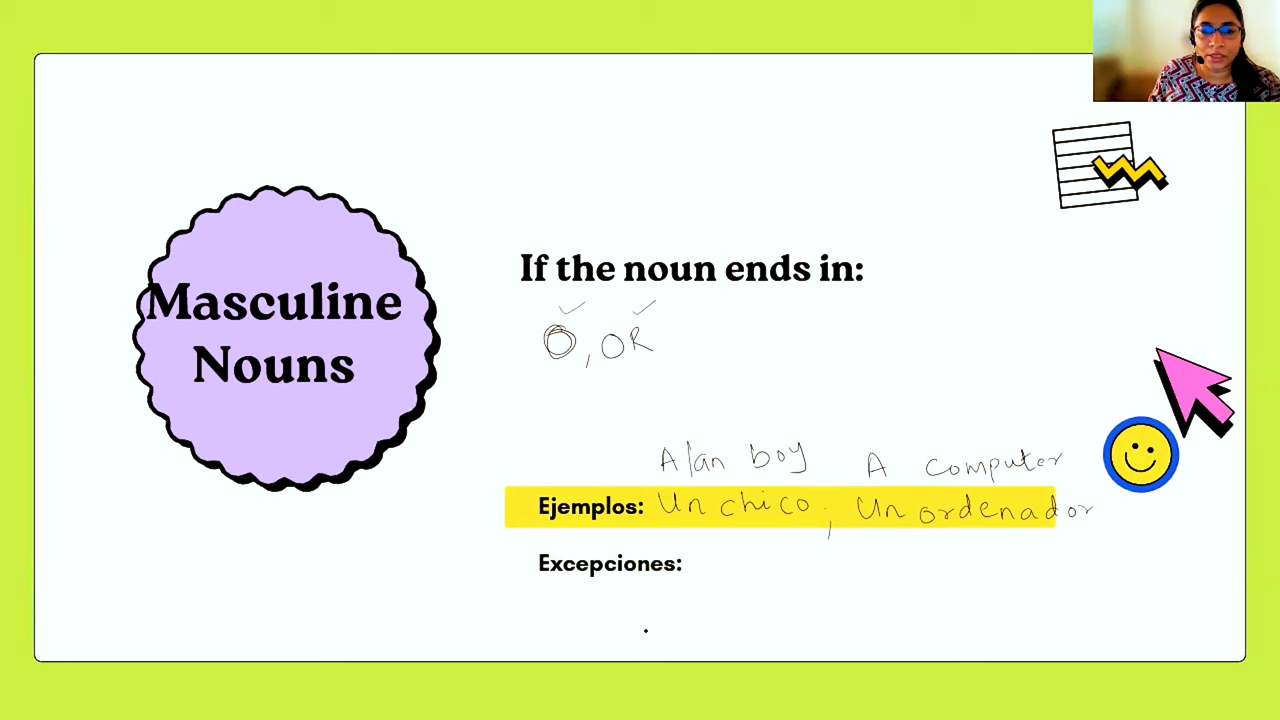 Masculine
Nouns
If the noun ends in:
O, OR
A/an boy A computer
Ejemplos: Un chico, Un ordenador
Excepciones: